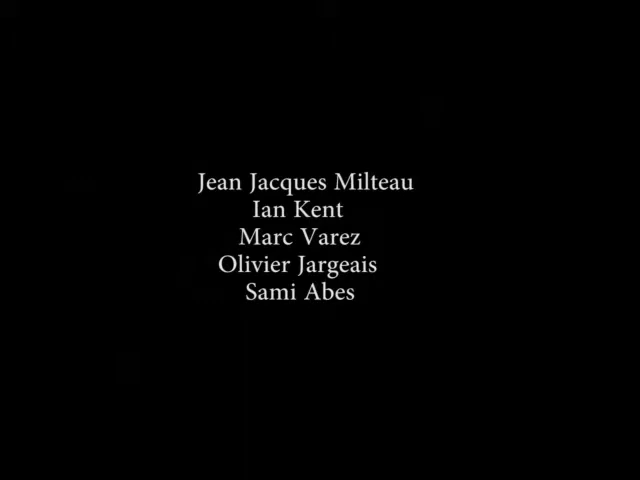 Jean Jacques Milteau
Ian Kent
Marc Varez
Olivier Jargeais
Sami Abes